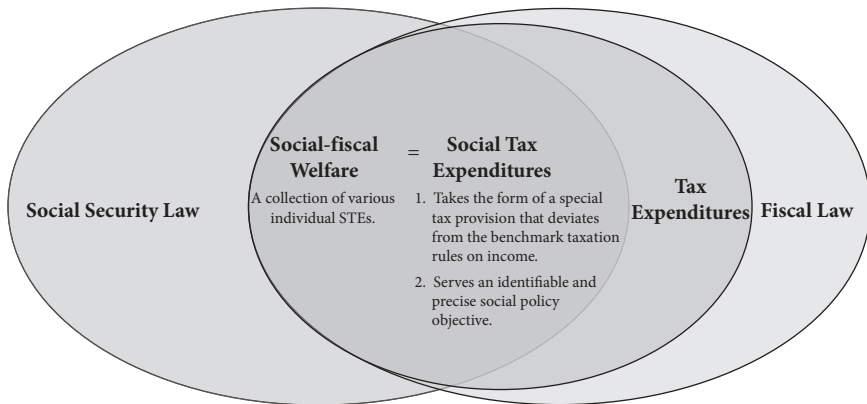 Social Security Law
Social-fiscal
Welfare
A collection of various
individual STEs.
=
Social Tax
Expenditures
1. Takes the form of a special
tax provision that deviates
from the benchmark taxation
rules on income.
2. Serves an identifiable and
precise social policy
objective.
Tax
Expenditures
Fiscal Law